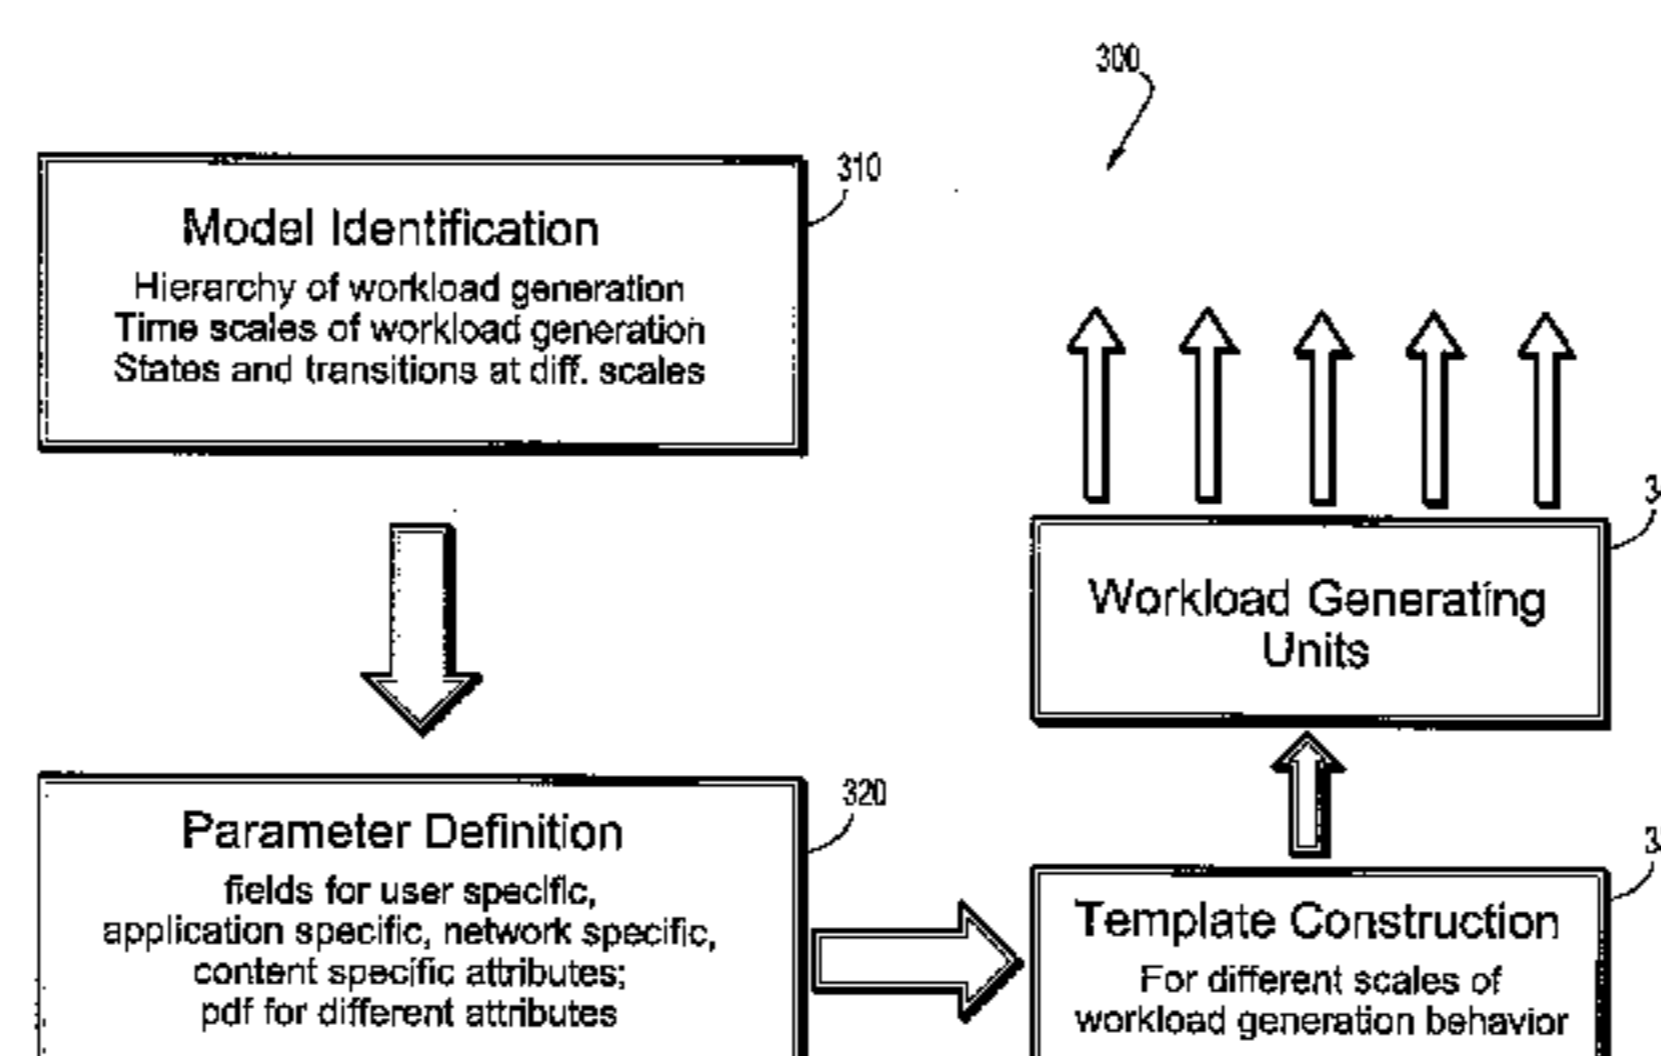 300
310
Model Identification
Hierarchy of workload generation
Time scales of workload generation
States and transitions at diff. scales
Workload Generating
Units
320
Parameter Definition
fields for user specific,
application specific, network specific,
content specific attributes;
pdf for different attributes
Template Construction
For different scales of
workload generation behavior